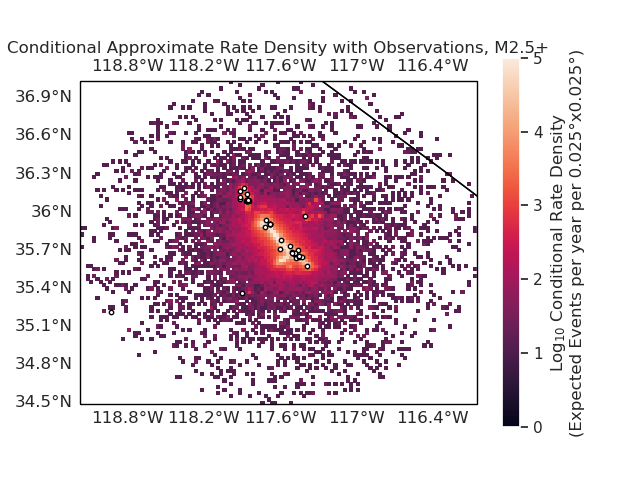 Conditional Approximate Rate Density with Observations, M2.5+
118.8°W 118.2°W 117.6°W 117°W 116.4°W
36.9°N
36.6°N
36.3°N
36°N
35.7°N
35.4°N
35.1°N
34.8°N
34.5°N
118.8°W 118.2°W 117.6°W 117°W 116.4°W
5
4
3
2
1
0
Log₁₀ Conditional Rate Density
(Expected Events per year per 0.025°x0.025°)